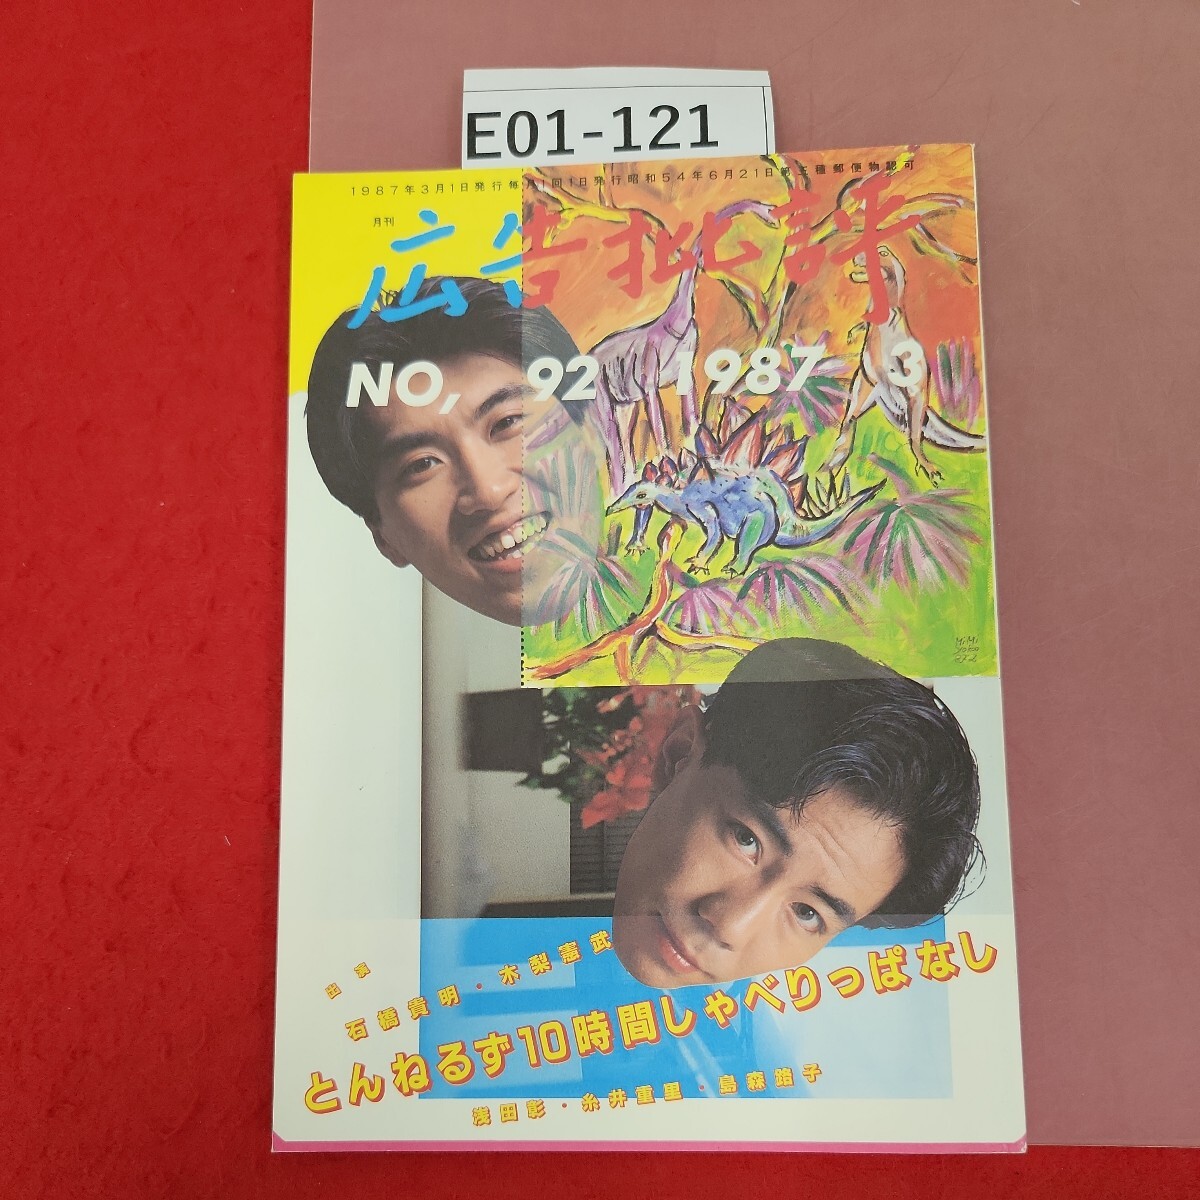 E01-121
1987年3月1日発行毎月1回1日発行昭和54年6月21日第三種郵便物認可
月刊
広告批評
NO, 92 1987 3
MiMi
yoko
出演
石橋貴明・木梨憲武
とんねるず10時間しゃべりっぱなし
浅田彰・糸井重里・島森路子